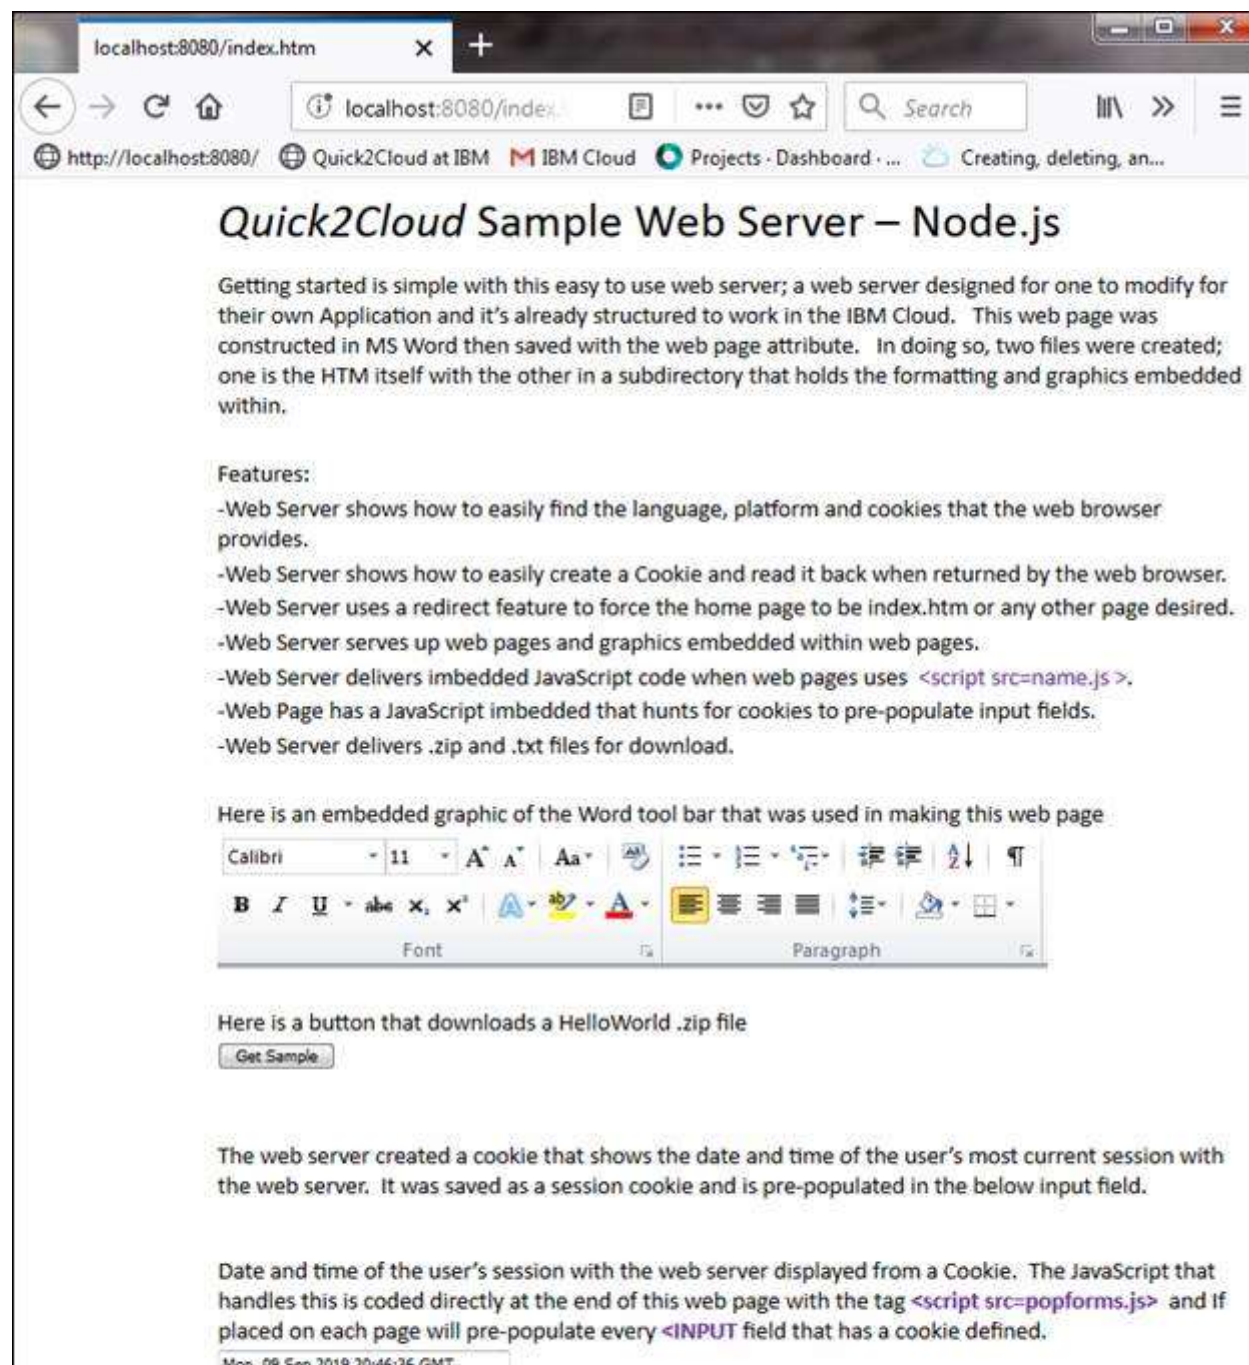 localhost:8080/index.htm
localhost:8080/index.
Search
http://localhost:8080/
Quick2Cloud at IBM
IBM Cloud
Projects · Dashboard · ...
Creating, deleting, an...
Quick2Cloud Sample Web Server – Node.js
Getting started is simple with this easy to use web server; a web server designed for one to modify for
their own Application and it's already structured to work in the IBM Cloud. This web page was
constructed in MS Word then saved with the web page attribute. In doing so, two files were created;
one is the HTM itself with the other in a subdirectory that holds the formatting and graphics embedded
within.
Features:
-Web Server shows how to easily find the language, platform and cookies that the web browser
provides.
-Web Server shows how to easily create a Cookie and read it back when returned by the web browser.
-Web Server uses a redirect feature to force the home page to be index.htm or any other page desired.
-Web Server serves up web pages and graphics embedded within web pages.
-Web Server delivers imbedded JavaScript code when web pages uses <script src=name.js >.
-Web Page has a JavaScript imbedded that hunts for cookies to pre-populate input fields.
-Web Server delivers .zip and .txt files for download.
Here is an embedded graphic of the Word tool bar that was used in making this web page
Calibri 11 A A Aa
B I U abc x₂ x² ab A
Font Paragraph
Here is a button that downloads a HelloWorld .zip file
Get Sample
The web server created a cookie that shows the date and time of the user's most current session with
the web server. It was saved as a session cookie and is pre-populated in the below input field.
Date and time of the user's session with the web server displayed from a Cookie. The JavaScript that
handles this is coded directly at the end of this web page with the tag <script src=popforms.js> and If
placed on each page will pre-populate every <INPUT field that has a cookie defined.
Mon, 09 Sep 2019 20:46:36 GMT